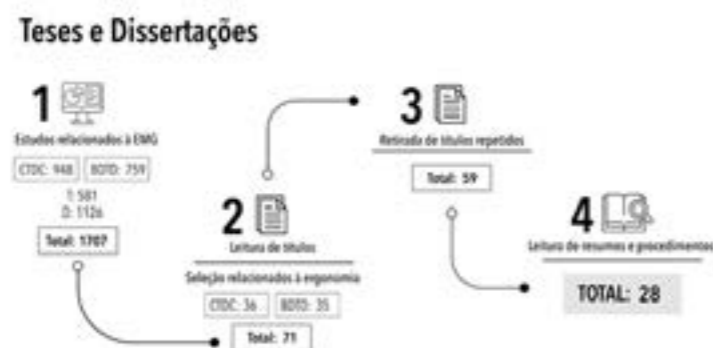 Teses e Dissertações
1
Estudos relacionados à EMG
CTDC: 948 BDTD: 759
T: 581
D: 1126
Total: 1707
2
Leitura de títulos
Seleção relacionados à ergonomia
CTDC: 36 BDTD: 35
Total: 71
3
Retirada de títulos repetidos
Total: 59
4
Leitura de resumos e procedimentos
TOTAL: 28